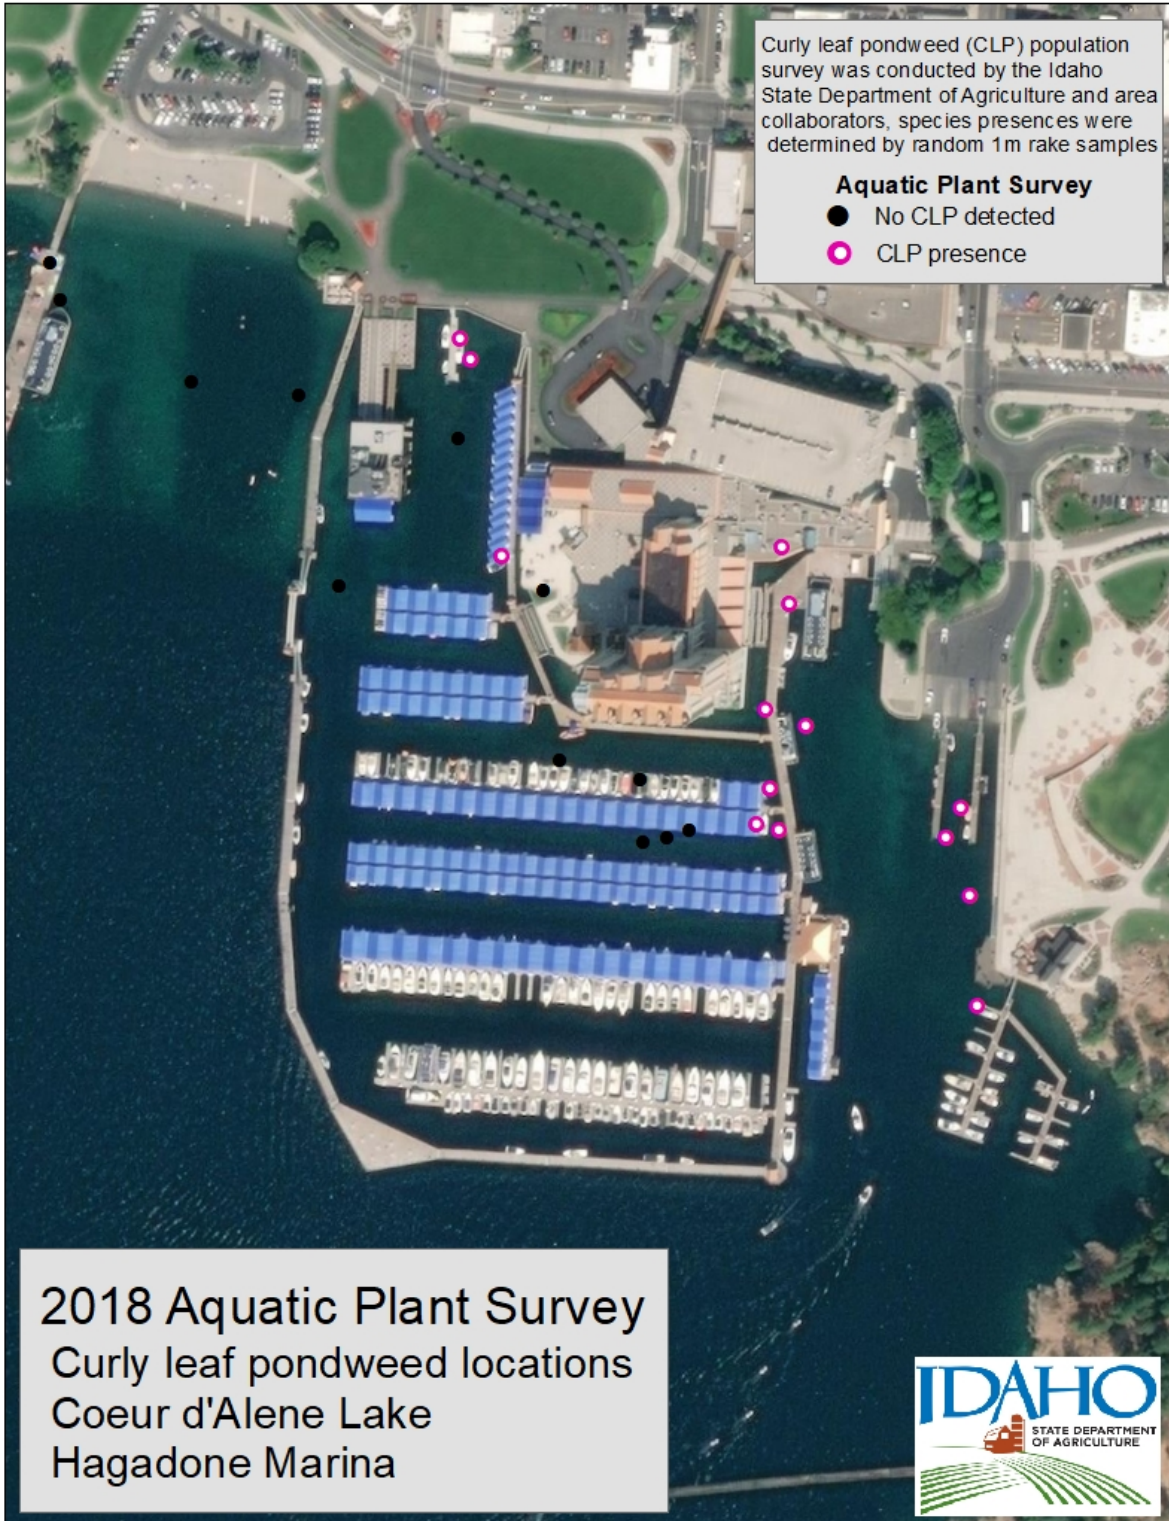 Curly leaf pondweed (CLP) population
survey was conducted by the Idaho
State Department of Agriculture and area
collaborators, species presences were
determined by random 1m rake samples
Aquatic Plant Survey
No CLP detected
CLP presence
2018 Aquatic Plant Survey
Curly leaf pondweed locations
Coeur d'Alene Lake
Hagadone Marina
IDAHO
STATE DEPARTMENT
OF AGRICULTURE